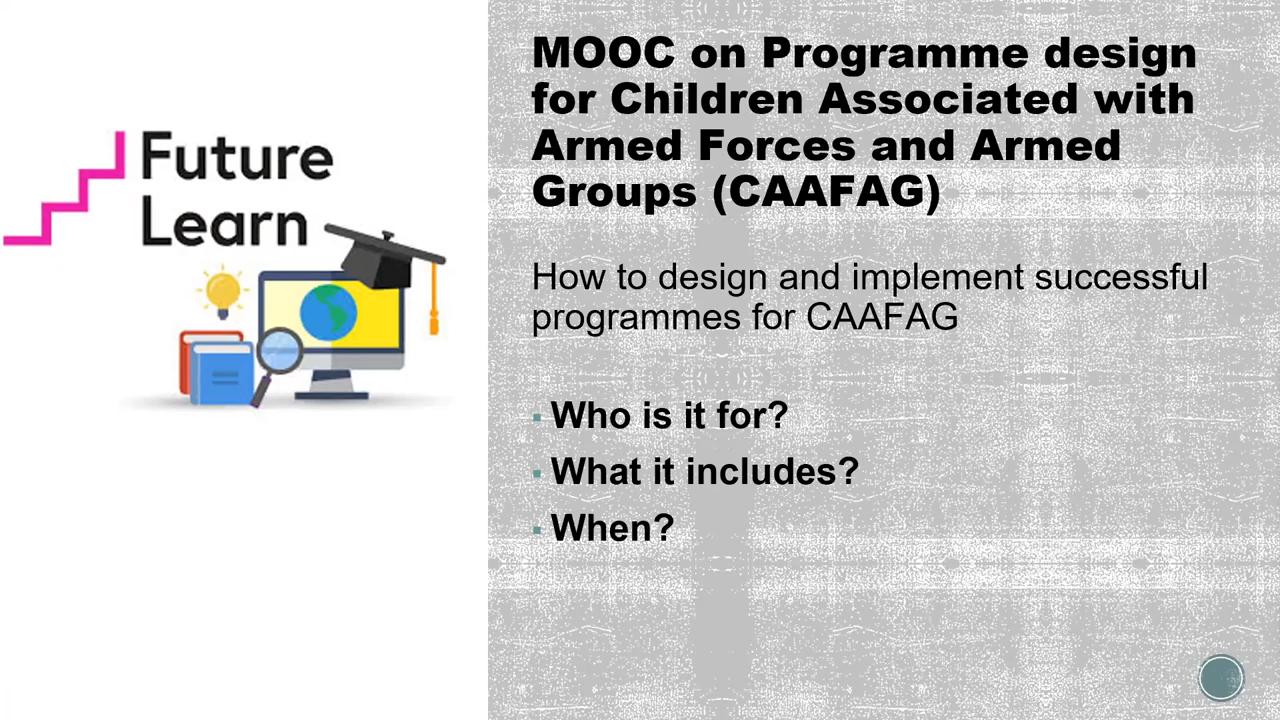 Future
Learn
MOOC on Programme design
for Children Associated with
Armed Forces and Armed
Groups (CAAFAG)
How to design and implement successful
programmes for CAAFAG
Who is it for?
What it includes?
When?